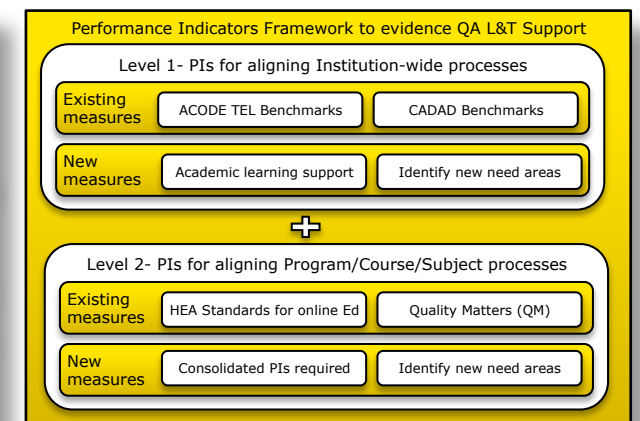 Performance Indicators Framework to evidence QA L&T Support
Level 1- PIs for aligning Institution-wide processes
Existing
measures
ACODE TEL Benchmarks
CADAD Benchmarks
New
measures
Academic learning support
Identify new need areas
Level 2- PIs for aligning Program/Course/Subject processes
Existing
measures
HEA Standards for online Ed
Quality Matters (QM)
New
measures
Consolidated PIs required
Identify new need areas